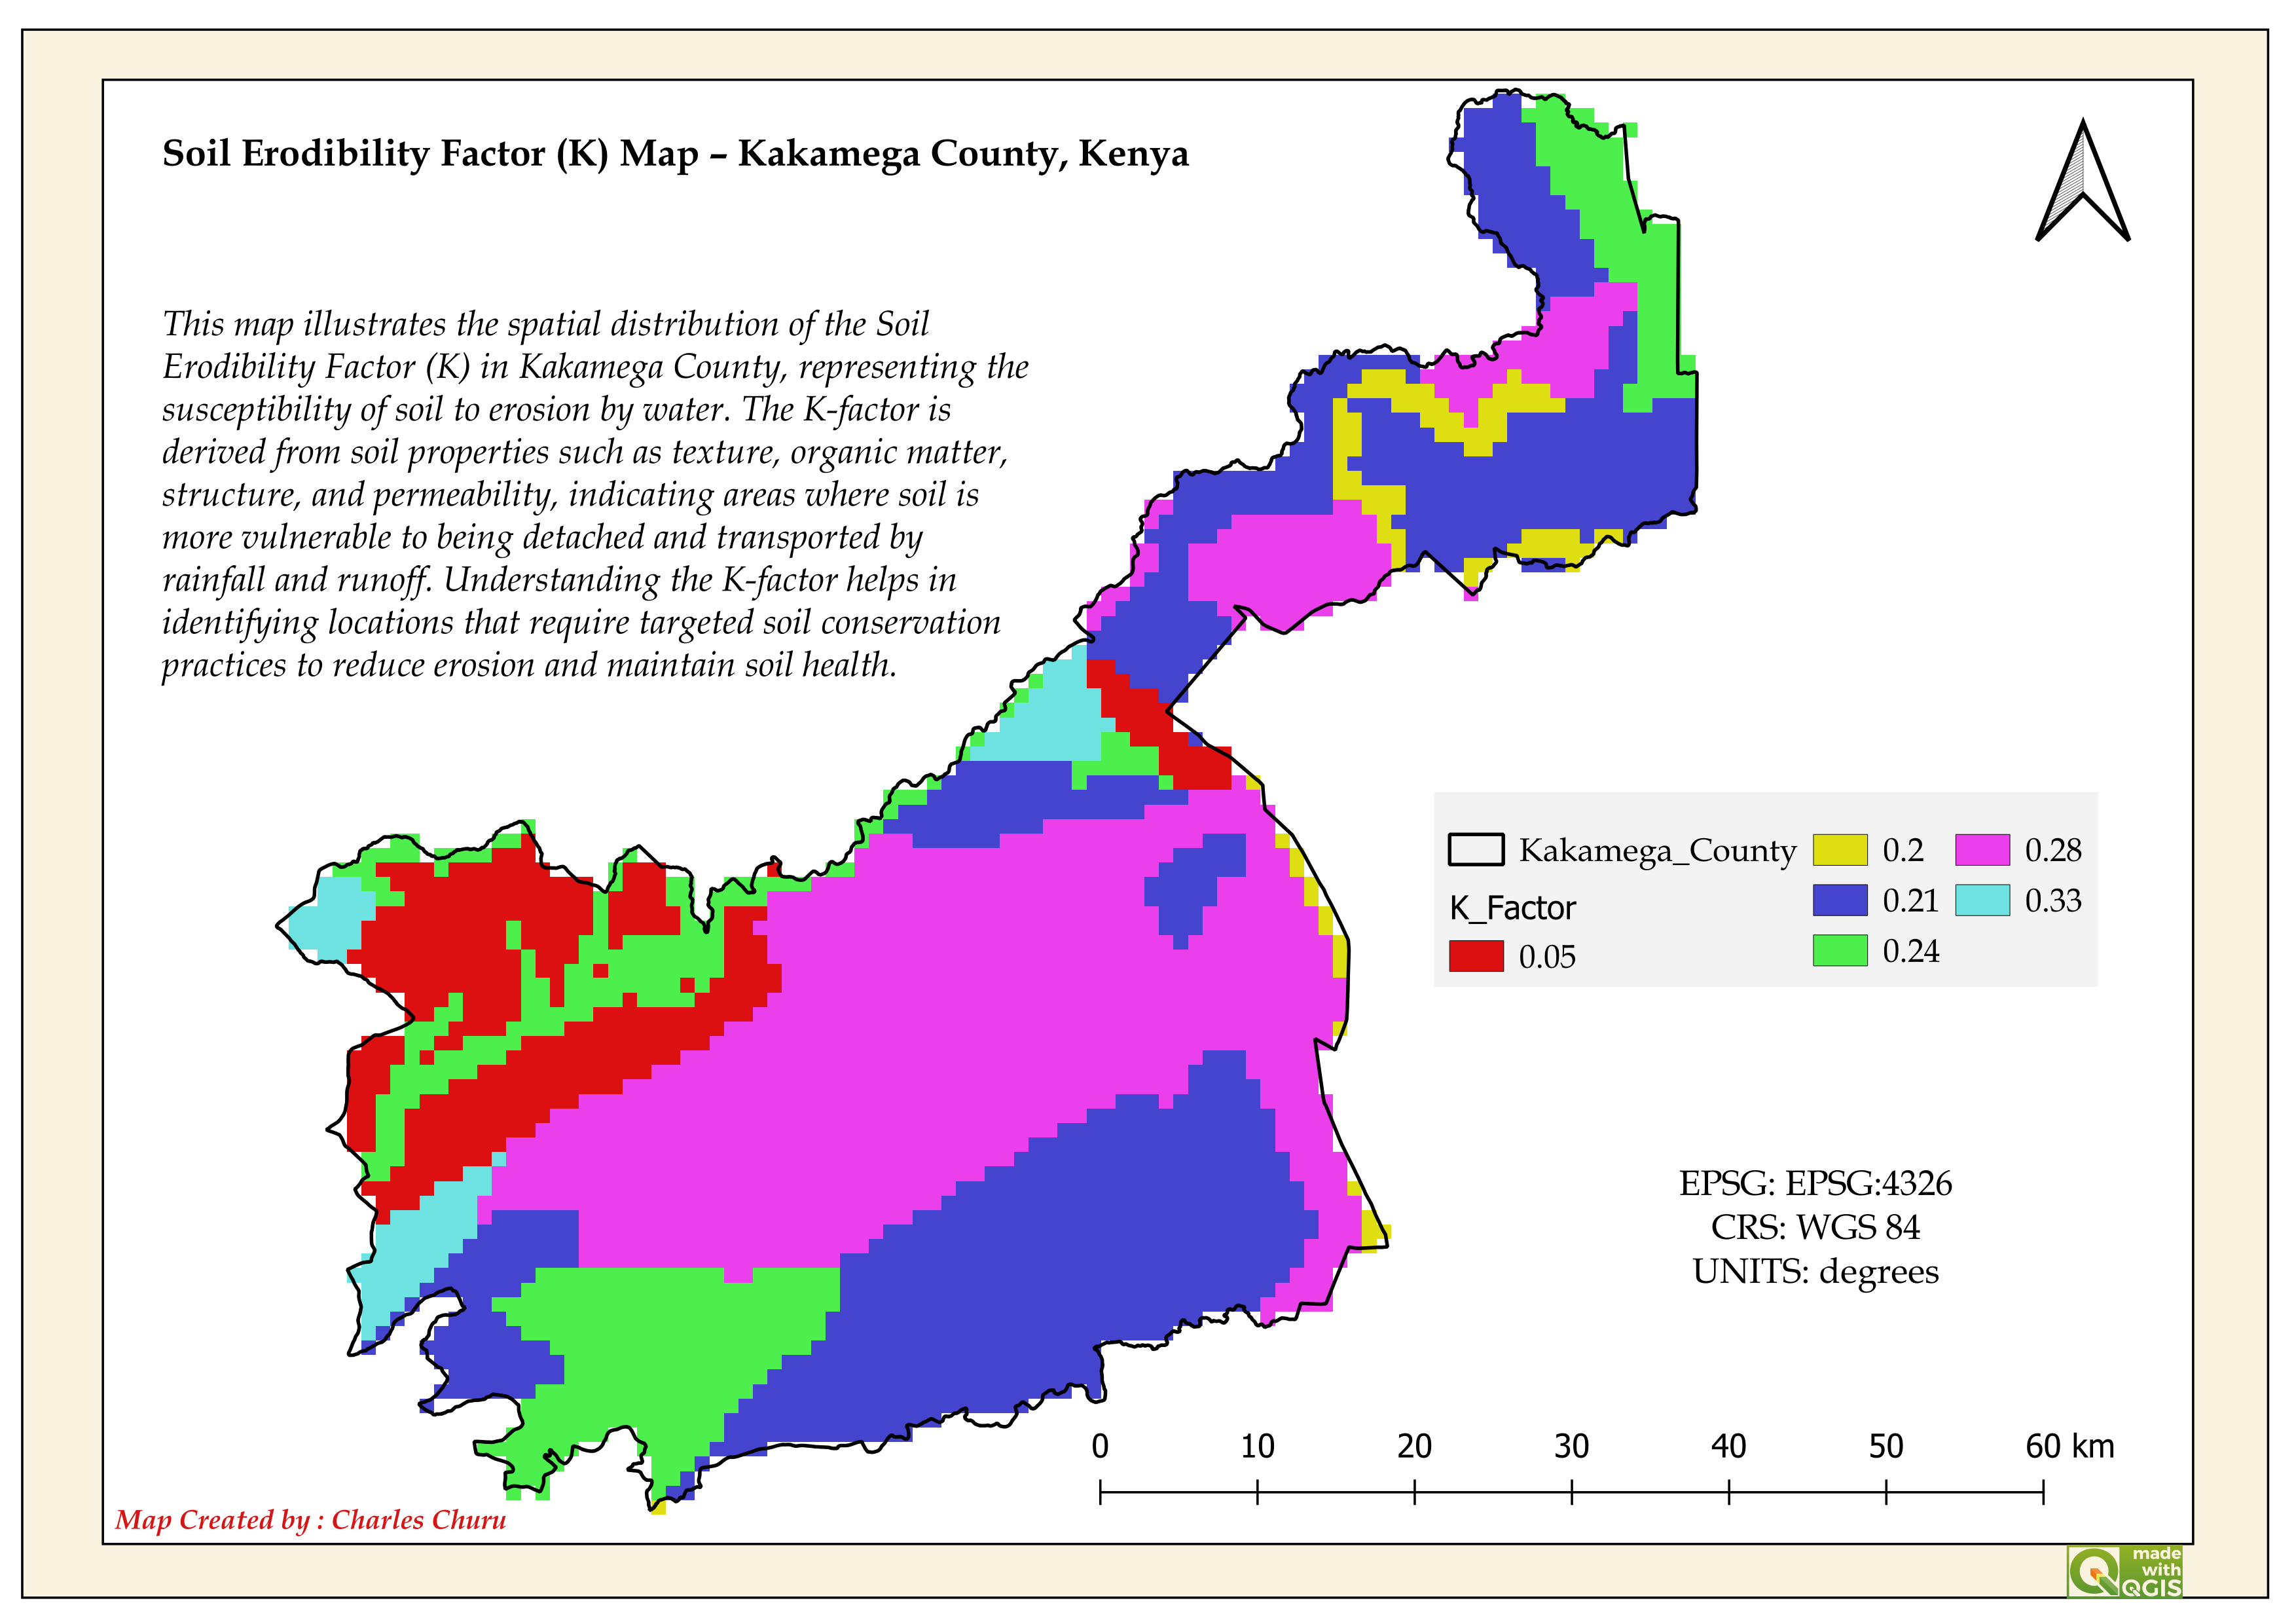 Soil Erodibility Factor (K) Map – Kakamega County, Kenya
This map illustrates the spatial distribution of the Soil
Erodibility Factor (K) in Kakamega County, representing the
susceptibility of soil to erosion by water. The K-factor is
derived from soil properties such as texture, organic matter,
structure, and permeability, indicating areas where soil is
more vulnerable to being detached and transported by
rainfall and runoff. Understanding the K-factor helps in
identifying locations that require targeted soil conservation
practices to reduce erosion and maintain soil health.
Kakamega_County
K_Factor
0.05
0.2
0.21
0.24
0.28
0.33
EPSG: EPSG:4326
CRS: WGS 84
UNITS: degrees
0 10 20 30 40 50 60 km
Map Created by : Charles Churu
made
with
QGIS